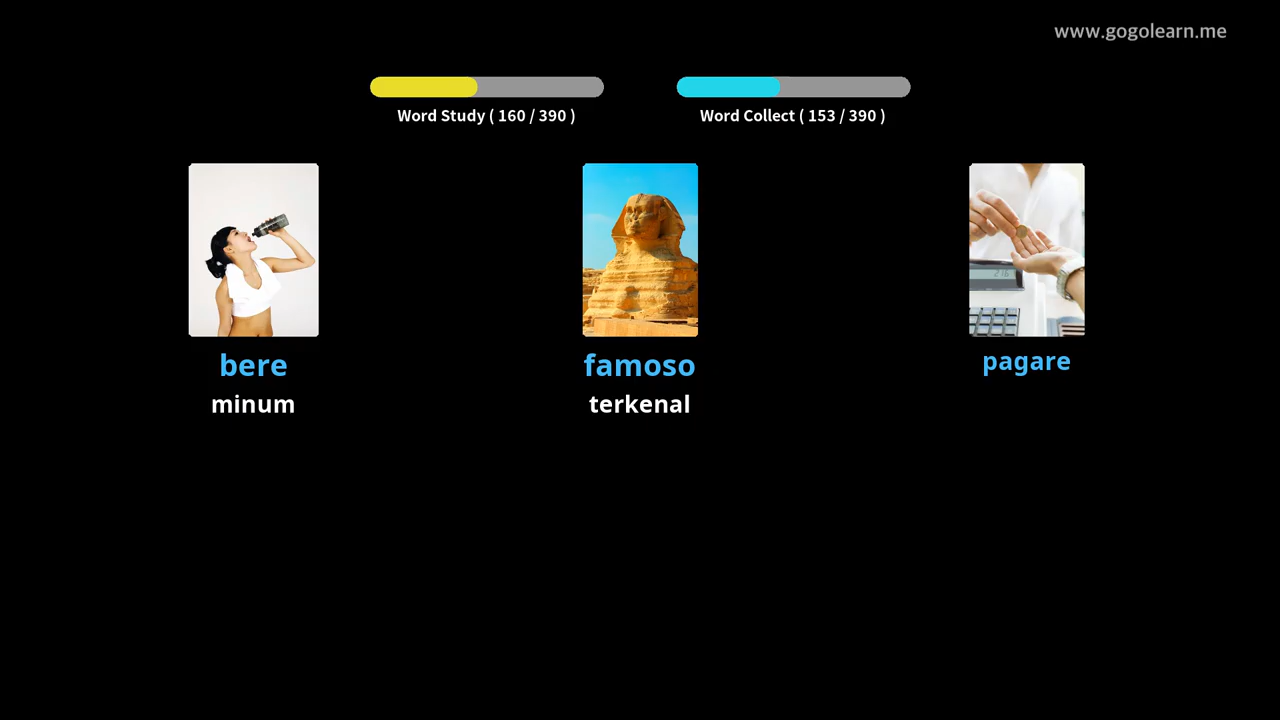 www.gogolearn.me
Word Study ( 160 / 390 )
Word Collect ( 153 / 390 )
bere
minum
famoso
terkenal
pagare